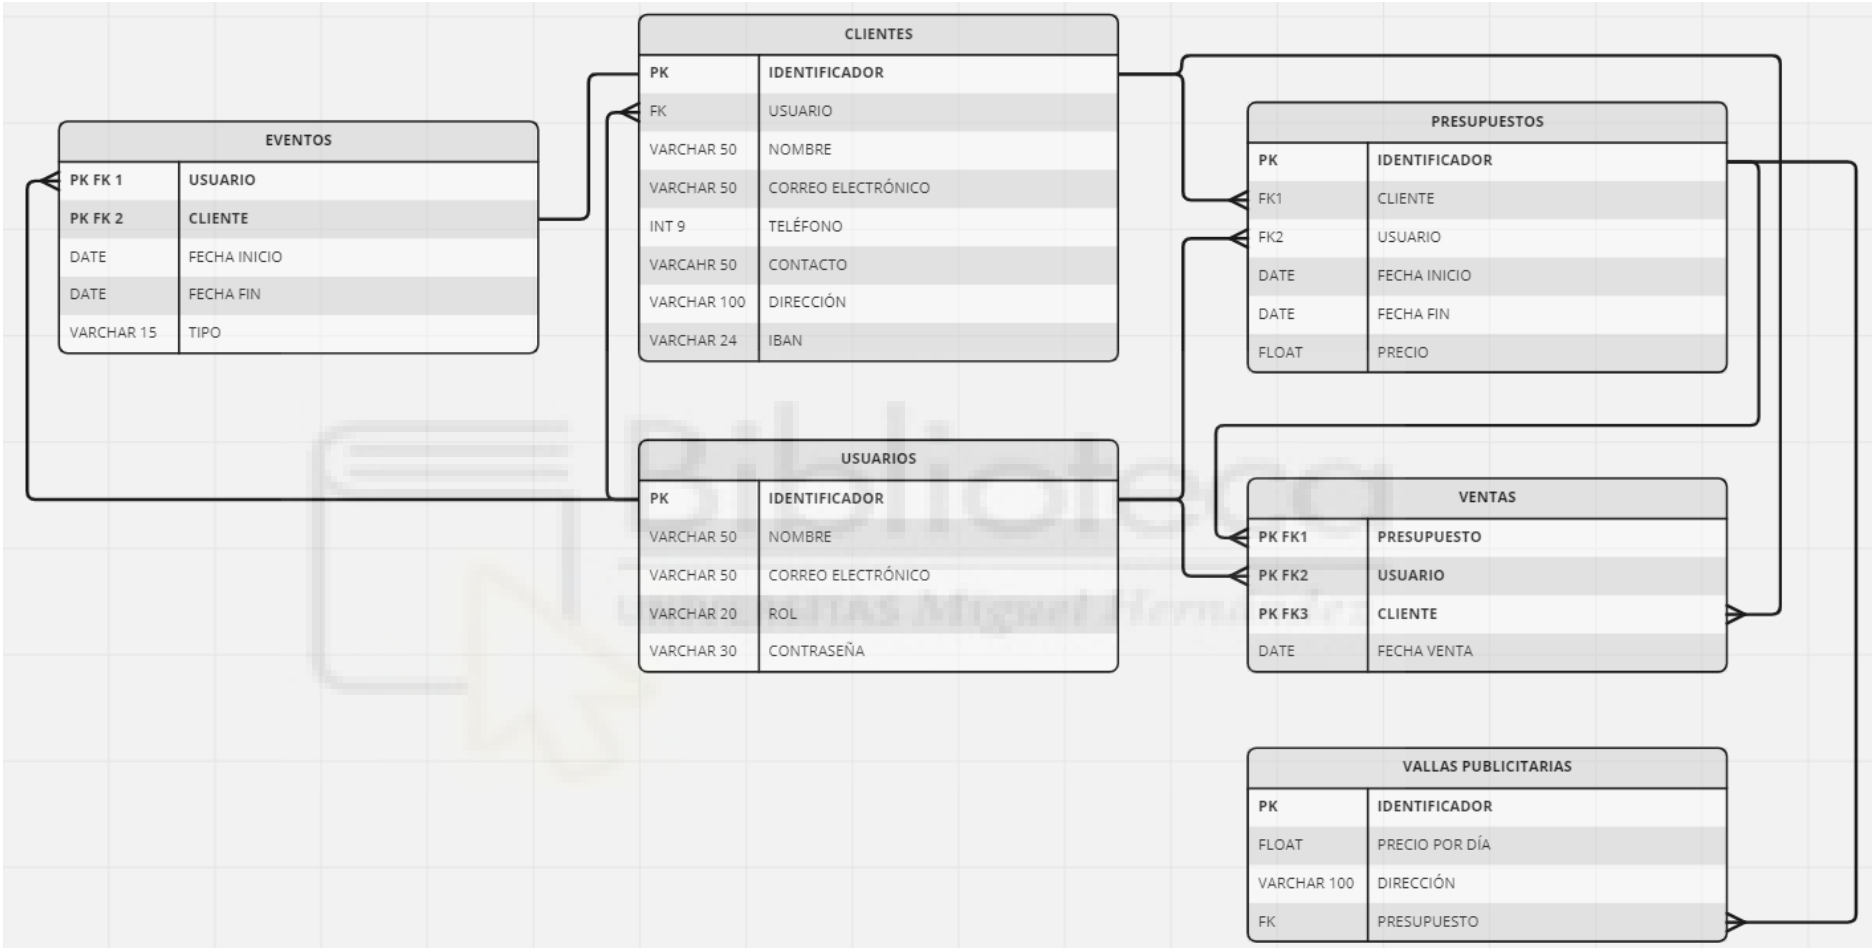 CLIENTES
PK IDENTIFICADOR
FK USUARIO
VARCHAR 50 NOMBRE
VARCHAR 50 CORREO ELECTRÓNICO
INT 9 TELÉFONO
VARCAHR 50 CONTACTO
VARCHAR 100 DIRECCIÓN
VARCHAR 24 IBAN
EVENTOS
PK FK 1 USUARIO
PK FK 2 CLIENTE
DATE FECHA INICIO
DATE FECHA FIN
VARCHAR 15 TIPO
PRESUPUESTOS
PK IDENTIFICADOR
FK1 CLIENTE
FK2 USUARIO
DATE FECHA INICIO
DATE FECHA FIN
FLOAT PRECIO
USUARIOS
PK IDENTIFICADOR
VARCHAR 50 NOMBRE
VARCHAR 50 CORREO ELECTRÓNICO
VARCHAR 20 ROL
VARCHAR 30 CONTRASEÑA
VENTAS
PK FK1 PRESUPUESTO
PK FK2 USUARIO
PK FK3 CLIENTE
DATE FECHA VENTA
VALLAS PUBLICITARIAS
PK IDENTIFICADOR
FLOAT PRECIO POR DÍA
VARCHAR 100 DIRECCIÓN
FK PRESUPUESTO
Biblioteca
UNIVERSITAS Miguel Hernández